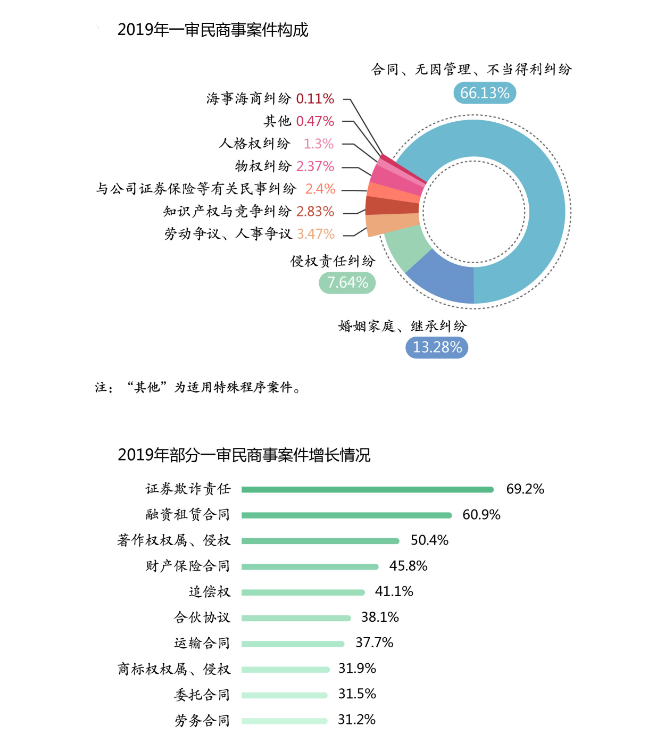 2019年一审民商事案件构成
合同、无因管理、不当得利纠纷
66.13%
海事海商纠纷 0.11%
其他 0.47%
人格权纠纷 1.3%
物权纠纷 2.37%
与公司证券保险等有关民事纠纷 2.4%
知识产权与竞争纠纷 2.83%
劳动争议、人事争议 3.47%
侵权责任纠纷
7.64%
婚姻家庭、继承纠纷
13.28%
注：“其他”为适用特殊程序案件。
2019年部分一审民商事案件增长情况
证券欺诈责任 69.2%
融资租赁合同 60.9%
著作权权属、侵权 50.4%
财产保险合同 45.8%
追偿权 41.1%
合伙协议 38.1%
运输合同 37.7%
商标权权属、侵权 31.9%
委托合同 31.5%
劳务合同 31.2%